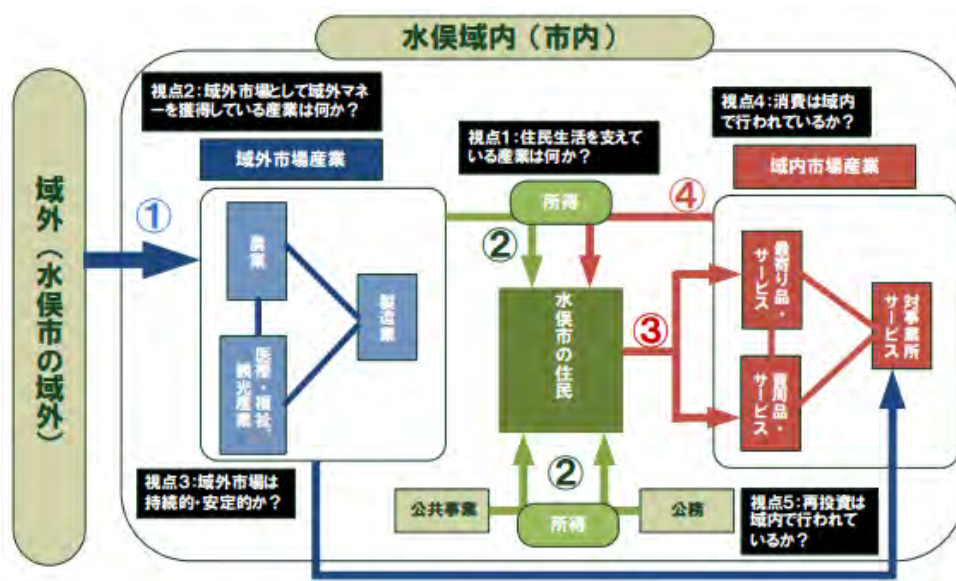 水俣域内（市内）
域外（水俣市の域外）
視点2：域外市場として域外マネ
ーを獲得している産業は何か？
域外市場産業
視点1：住民生活を支えて
いる産業は何か？
視点4：消費は域内
で行われているか？
域内市場産業
①
農業
医療・福祉、
観光産業
製造業
所得
②
④
水俣市の住民
③
最寄り品・
サービス
買周品・
サービス
対事業所
サービス
視点3：域外市場は
持続的・安定的か？
②
公共事業
所得
公務
視点5：再投資は
域内で行われて
いるか？